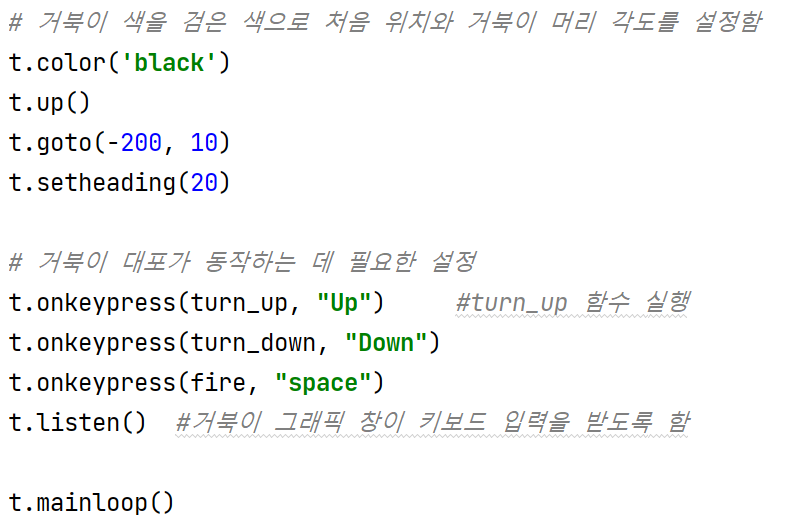 # 거북이 색을 검은 색으로 처음 위치와 거북이 머리 각도를 설정함
t.color('black')
t.up()
t.goto(-200, 10)
t.setheading(20)
# 거북이 대포가 동작하는 데 필요한 설정
t.onkeypress(turn_up, "Up")     #turn_up 함수 실행
t.onkeypress(turn_down, "Down")
t.onkeypress(fire, "space")
t.listen()  #거북이 그래픽 창이 키보드 입력을 받도록 함
t.mainloop()